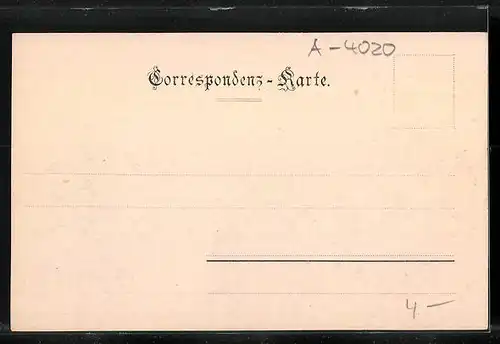 A - 4020
Correspondenz-Karte.
4 —